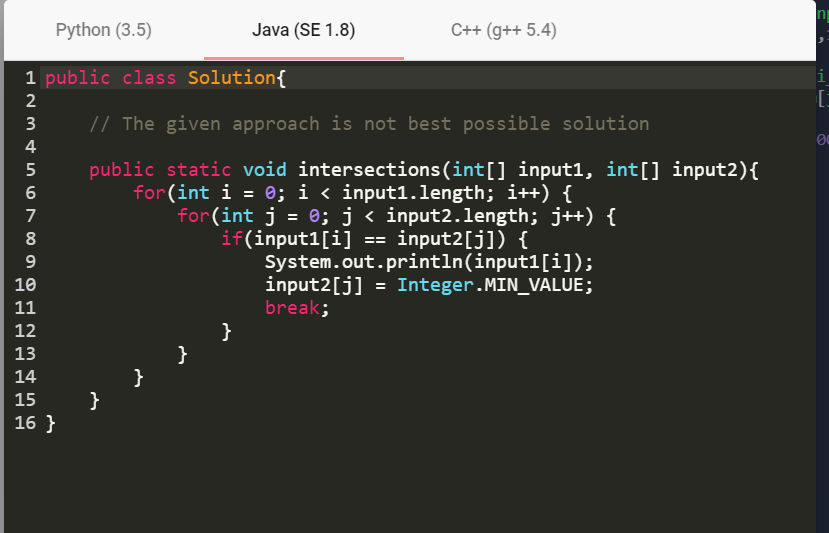 Python (3.5) Java (SE 1.8) C++ (g++ 5.4)
1 public class Solution{
2
3     // The given approach is not best possible solution
4
5     public static void intersections(int[] input1, int[] input2){
6         for(int i = 0; i < input1.length; i++) {
7             for(int j = 0; j < input2.length; j++) {
8                 if(input1[i] == input2[j]) {
9                     System.out.println(input1[i]);
10                     input2[j] = Integer.MIN_VALUE;
11                     break;
12                 }
13             }
14         }
15     }
16 }